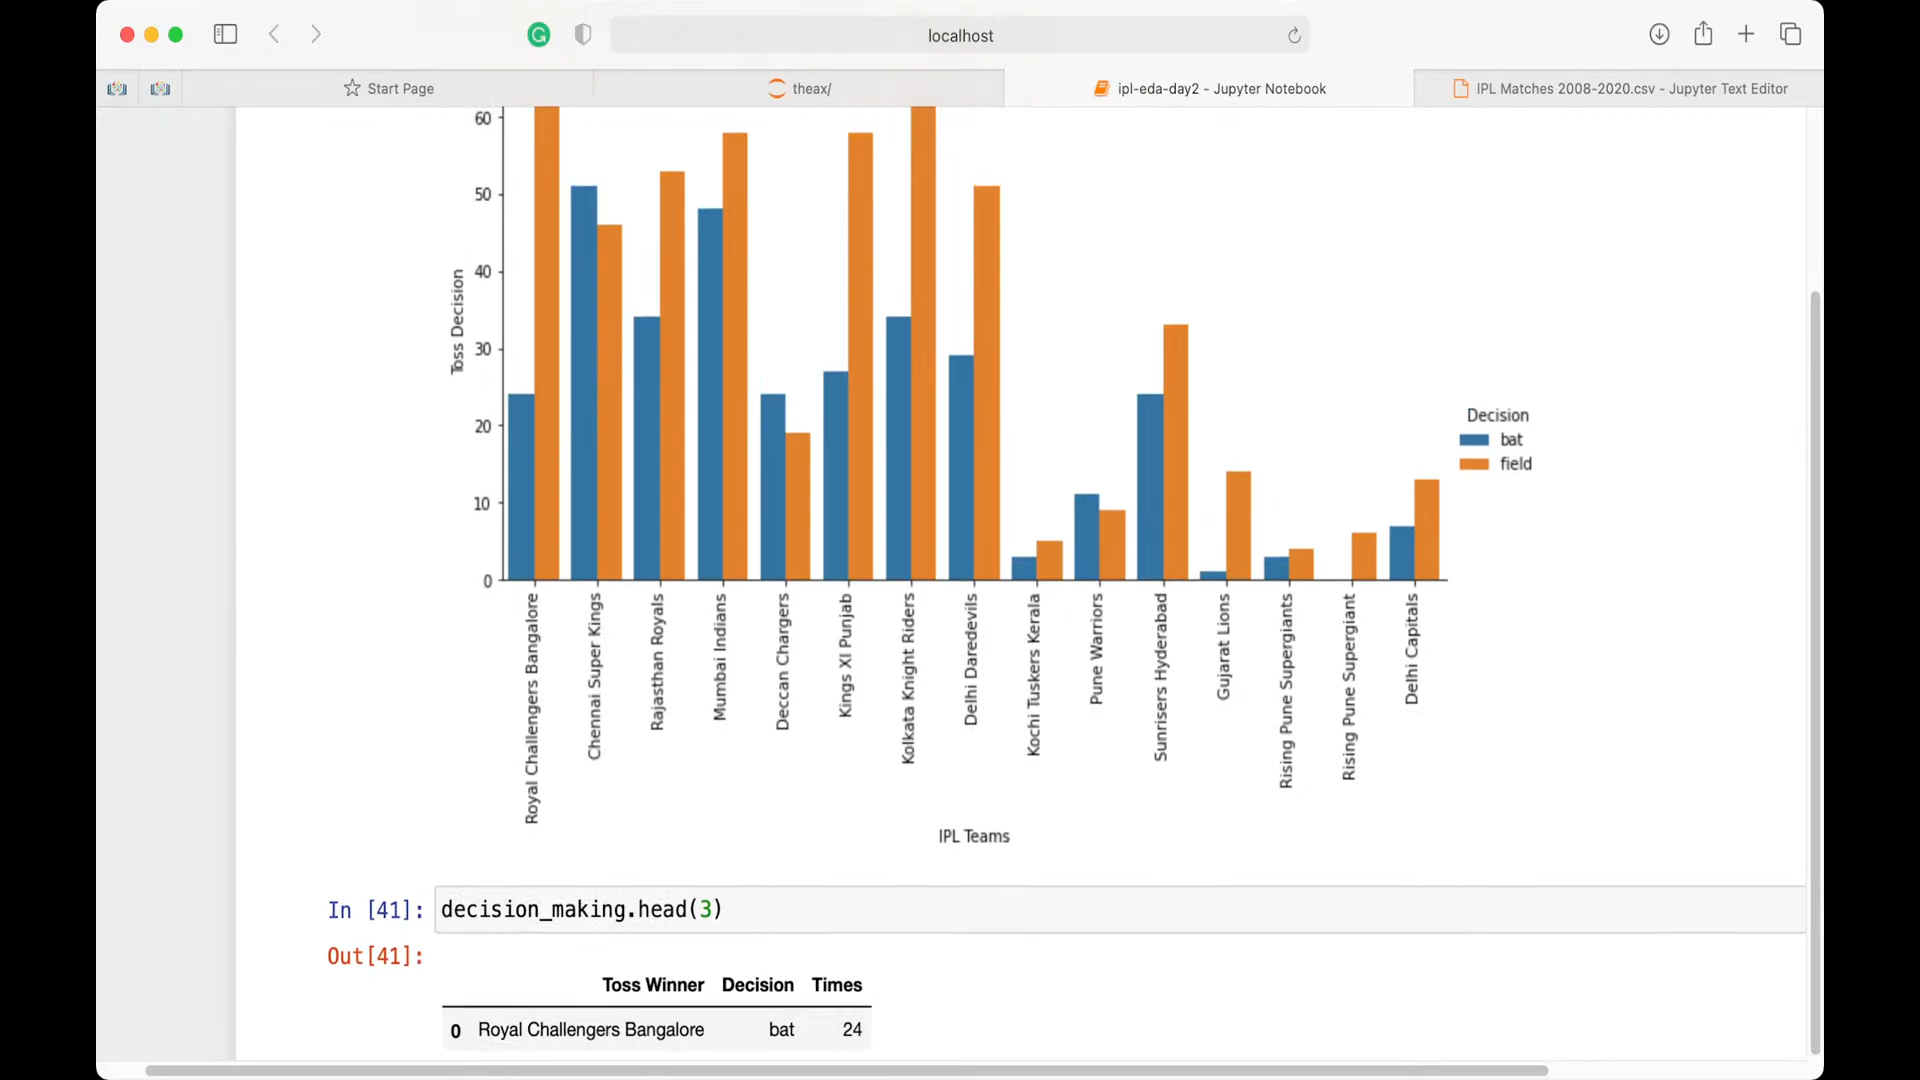 localhost
Start Page
theax/
ipl-eda-day2 - Jupyter Notebook
IPL Matches 2008-2020.csv - Jupyter Text Editor
60
50
40
30
20
10
0
Toss Decision
Decision
bat
field
Royal Challengers Bangalore
Chennai Super Kings
Rajasthan Royals
Mumbai Indians
Deccan Chargers
Kings XI Punjab
Kolkata Knight Riders
Delhi Daredevils
Kochi Tuskers Kerala
Pune Warriors
Sunrisers Hyderabad
Gujarat Lions
Rising Pune Supergiants
Rising Pune Supergiant
Delhi Capitals
IPL Teams
In [41]: decision_making.head(3)
Out[41]:
Toss Winner Decision Times
0 Royal Challengers Bangalore bat 24